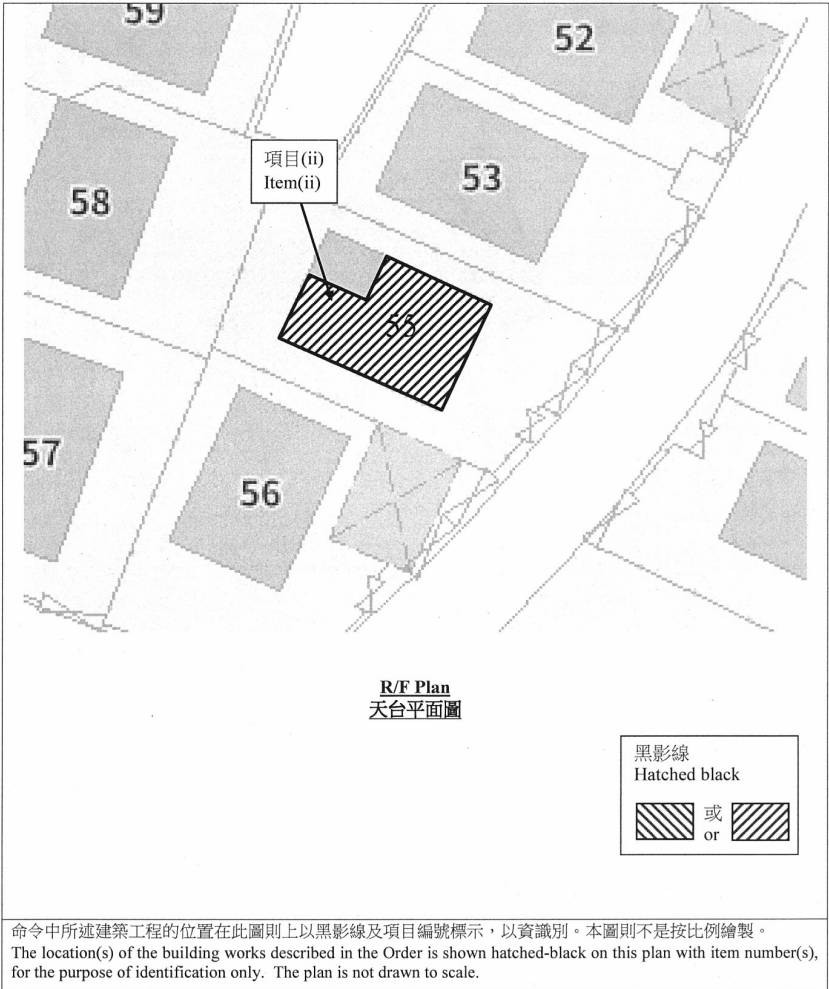 59
52
項目(ii)
Item(ii)
53
58
55
57
56
R/F Plan
天台平面圖
黑影線
Hatched black
或
or
命令中所述建築工程的位置在此圖則上以黑影線及項目編號標示，以資識別。本圖則不是按比例繪製。
The location(s) of the building works described in the Order is shown hatched-black on this plan with item number(s),
for the purpose of identification only. The plan is not drawn to scale.